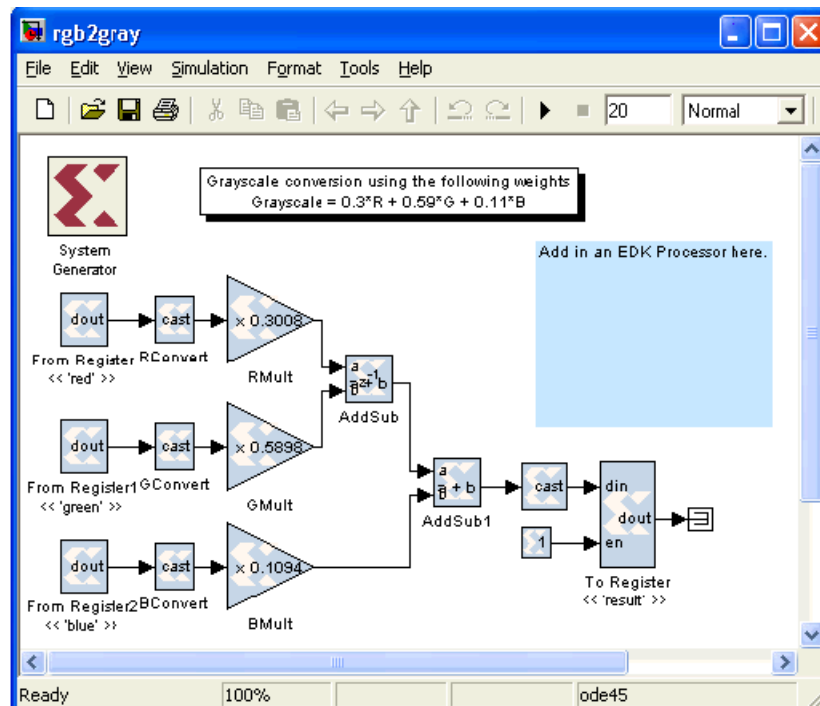 rgb2gray
File Edit View Simulation Format Tools Help
20 Normal
Grayscale conversion using the following weights
Grayscale = 0.3*R + 0.59*G + 0.11*B
System
Generator
Add in an EDK Processor here.
dout cast x 0.3008
From Register RConvert
<< 'red' >>
RMult
a
b
AddSub
dout cast x 0.5898
From Register1 GConvert
<< 'green' >>
GMult
a
b
a + b
AddSub1
cast
1
din
dout
en
To Register
<< 'result' >>
dout cast x 0.1094
From Register2 BConvert
<< 'blue' >>
BMult
Ready 100% ode45